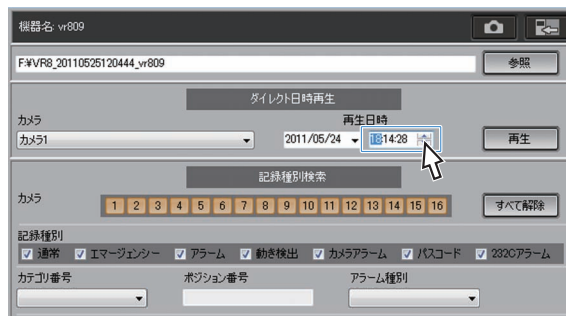 機器名: vr809
F:¥VR8_20110525120444_vr809 参照
ダイレクト日時再生
カメラ 再生日時
カメラ1 2011/05/24 18:14:28 再生
記録種別検索
カメラ 1 2 3 4 5 6 7 8 9 10 11 12 13 14 15 16 すべて解除
記録種別
通常 エマージェンシー アラーム 動き検出 カメラアラーム パスコード 232Cアラーム
カテゴリ番号 ポジション番号 アラーム種別